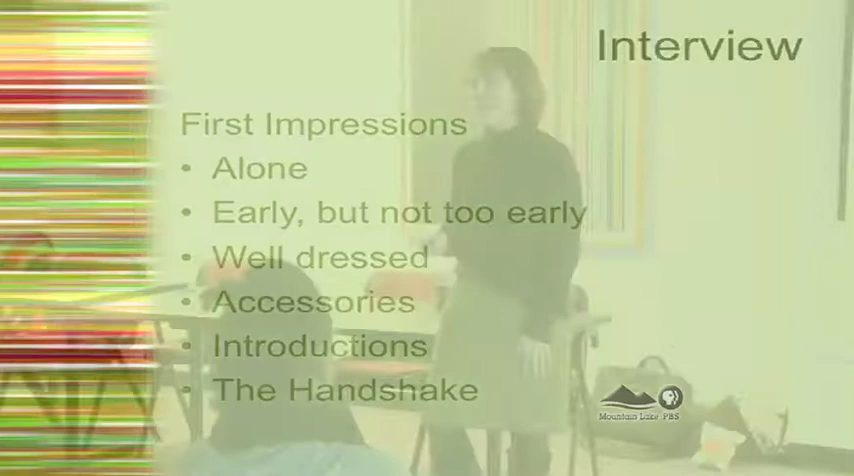 Interview
First Impressions
• Alone
• Early, but not too early
• Well dressed
• Accessories
• Introductions
• The Handshake
Mountain Lake PBS